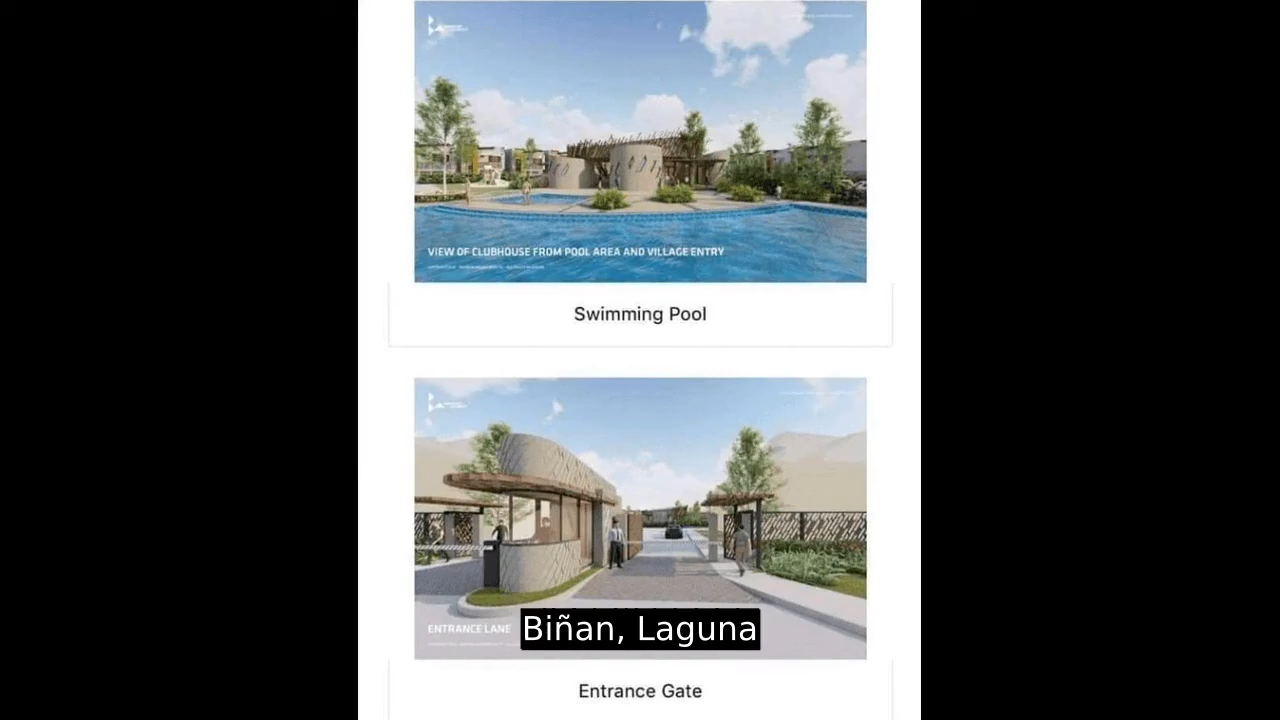 VIEW OF CLUBHOUSE FROM POOL AREA AND VILLAGE ENTRY
Swimming Pool
ENTRANCE LANE
Biñan, Laguna
Entrance Gate